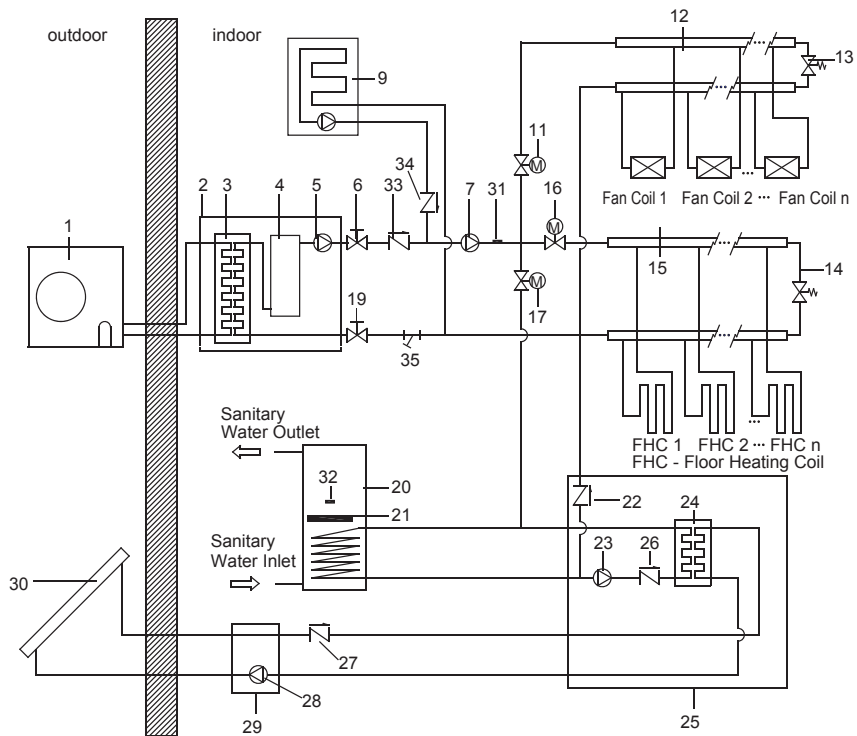 outdoor
indoor
12
13
9
11
34
2
3
4
5
6
33
7
31
16
M
M
Fan Coil 1 Fan Coil 2 ··· Fan Coil n
1
15
14
M
17
19
35
Sanitary
Water Outlet
FHC 1 FHC 2 ··· FHC n
FHC - Floor Heating Coil
32
20
21
22
24
Sanitary
Water Inlet
23
26
30
27
28
29
25